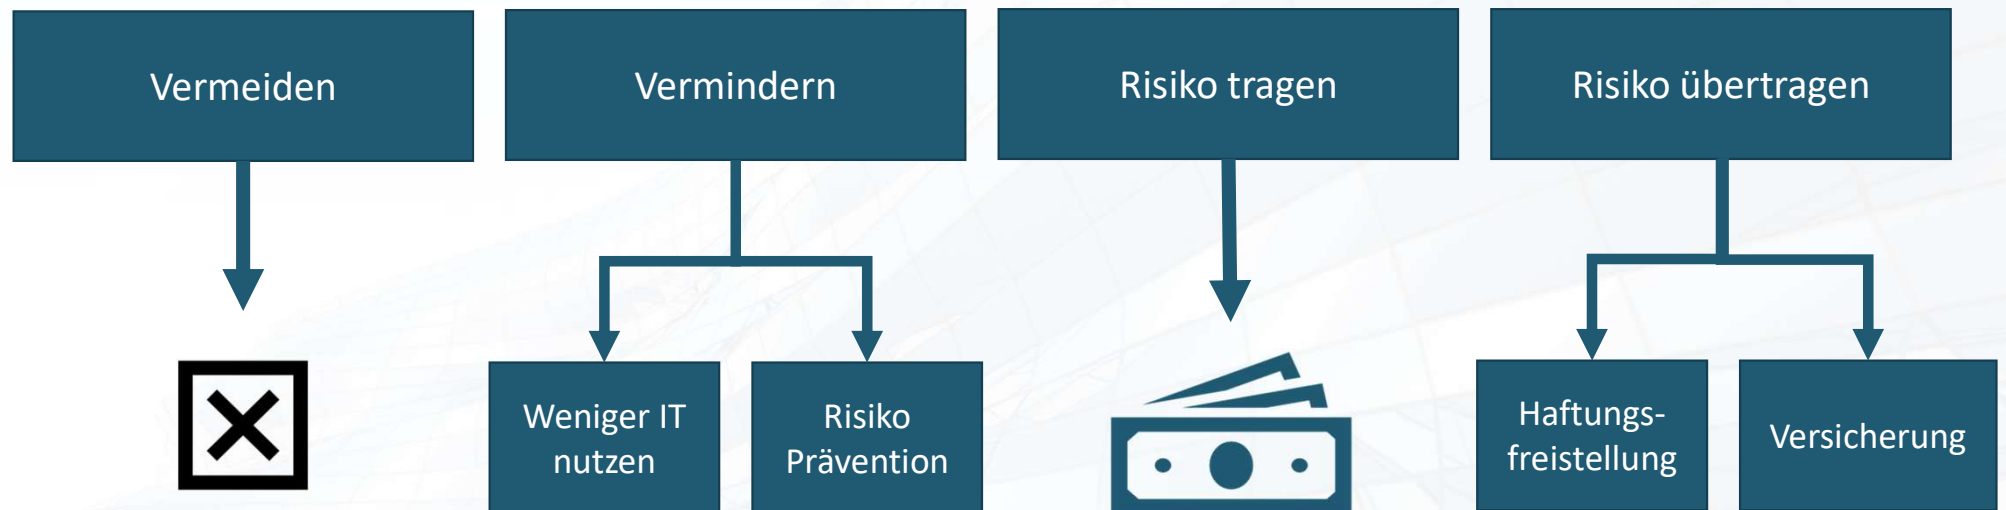 Vermeiden
Vermindern
Risiko tragen
Risiko übertragen
Weniger IT
nutzen
Risiko
Prävention
Haftungs-
freistellung
Versicherung